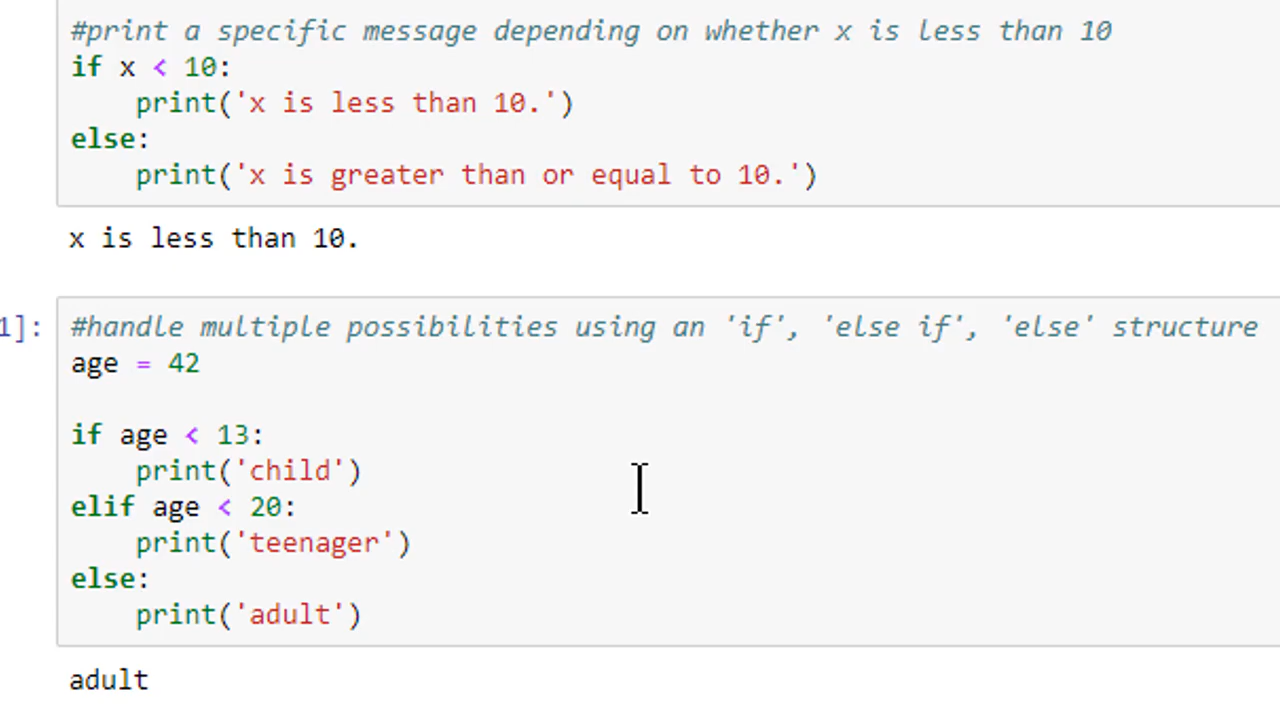 #print a specific message depending on whether x is less than 10
if x < 10:
    print('x is less than 10.')
else:
    print('x is greater than or equal to 10.')
x is less than 10.
1]:
#handle multiple possibilities using an 'if', 'else if', 'else' structure
age = 42
if age < 13:
    print('child')
elif age < 20:
    print('teenager')
else:
    print('adult')
adult